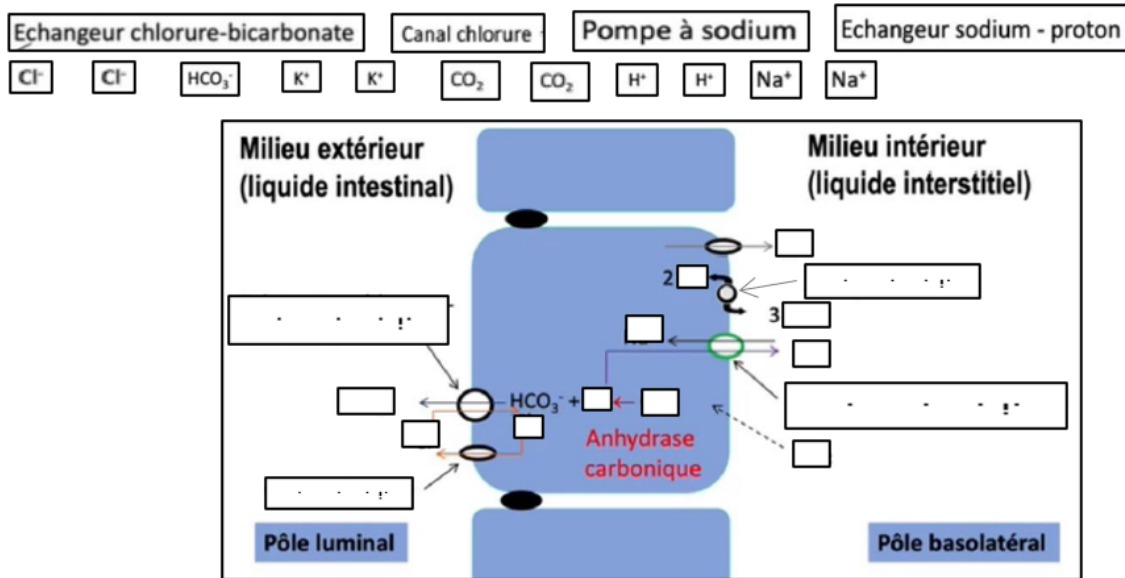 Echangeur chlorure-bicarbonate
Canal chlorure
Pompe à sodium
Echangeur sodium - proton
Cl⁻
Cl⁻
HCO₃⁻
K⁺
K⁺
CO₂
CO₂
H⁺
H⁺
Na⁺
Na⁺
Milieu extérieur
(liquide intestinal)
Milieu intérieur
(liquide interstitiel)
2
3
HCO₃⁻ +
Anhydrase
carbonique
Pôle luminal
Pôle basolatéral